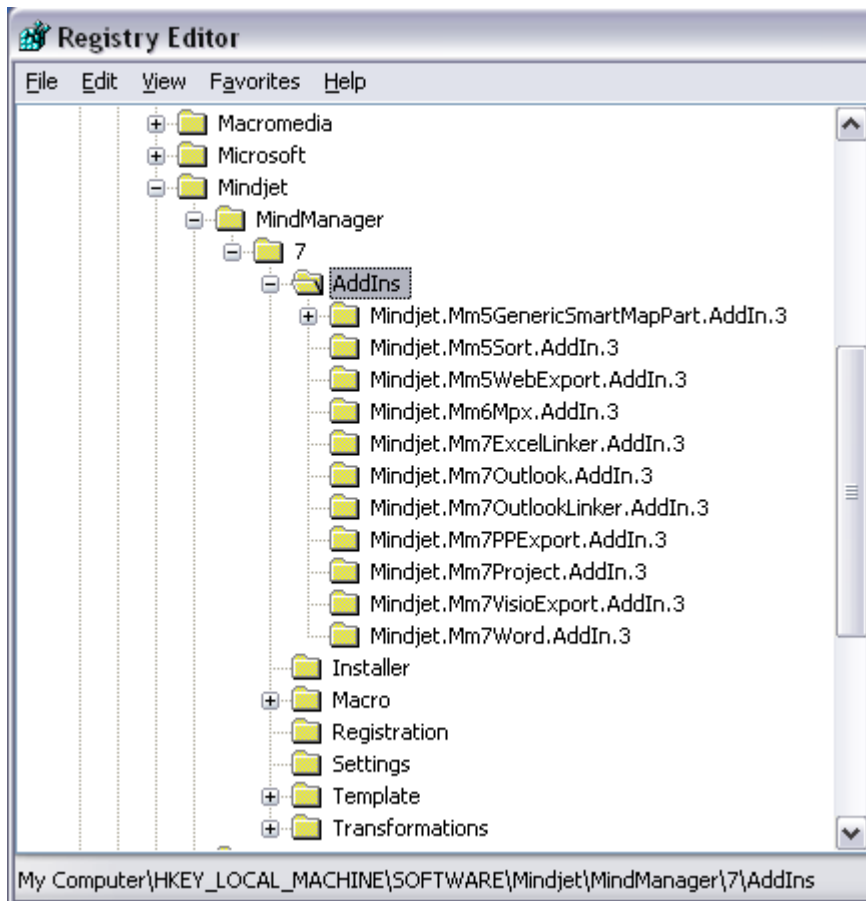 Registry Editor
File Edit View Favorites Help
Macromedia
Microsoft
Mindjet
MindManager
7
AddIns
Mindjet.Mm5GenericSmartMapPart.AddIn.3
Mindjet.Mm5Sort.AddIn.3
Mindjet.Mm5WebExport.AddIn.3
Mindjet.Mm6Mpx.AddIn.3
Mindjet.Mm7ExcelLinker.AddIn.3
Mindjet.Mm7Outlook.AddIn.3
Mindjet.Mm7OutlookLinker.AddIn.3
Mindjet.Mm7PPExport.AddIn.3
Mindjet.Mm7Project.AddIn.3
Mindjet.Mm7VisioExport.AddIn.3
Mindjet.Mm7Word.AddIn.3
Installer
Macro
Registration
Settings
Template
Transformations
My Computer\HKEY_LOCAL_MACHINE\SOFTWARE\Mindjet\MindManager\7\AddIns